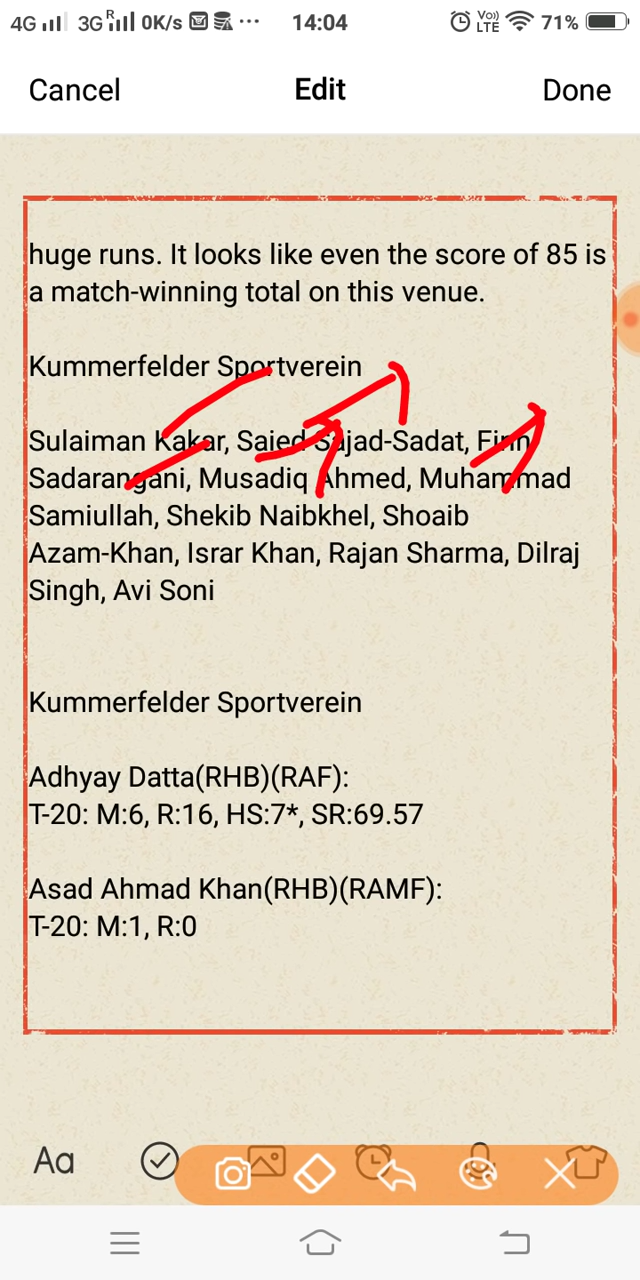 4G 3G R 0K/s ... 14:04 Vo)) LTE 71%
Cancel Edit Done
huge runs. It looks like even the score of 85 is
a match-winning total on this venue.
Kummerfelder Sportverein
Sulaiman Kakar, Saied Sajad-Sadat, Finn
Sadarangani, Musadiq Ahmed, Muhammad
Samiullah, Shekib Naibkhel, Shoaib
Azam-Khan, Israr Khan, Rajan Sharma, Dilraj
Singh, Avi Soni
Kummerfelder Sportverein
Adhyay Datta(RHB)(RAF):
T-20: M:6, R:16, HS:7*, SR:69.57
Asad Ahmad Khan(RHB)(RAMF):
T-20: M:1, R:0
Aa